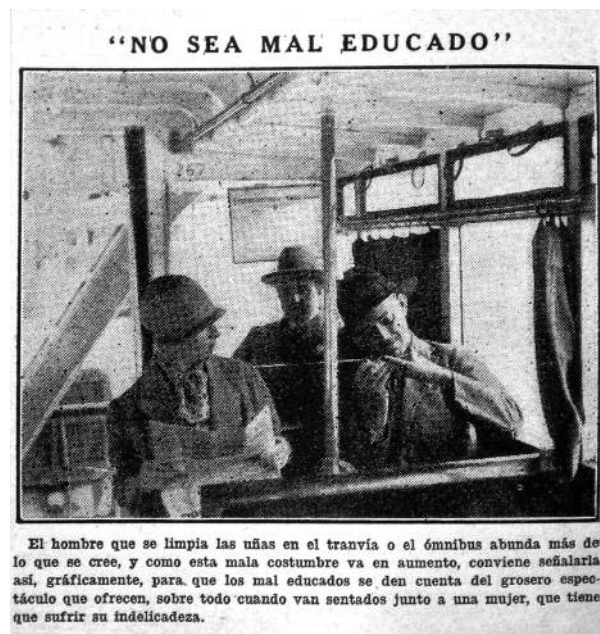 “NO SEA MAL EDUCADO”
267
El hombre que se limpia las uñas en el tranvía o el ómnibus abunda más de
lo que se cree, y como esta mala costumbre va en aumento, conviene señalarla
así, gráficamente, para que los mal educados se den cuenta del grosero espec-
táculo que ofrecen, sobre todo cuando van sentados junto a una mujer, que tiene
que sufrir su indelicadeza.